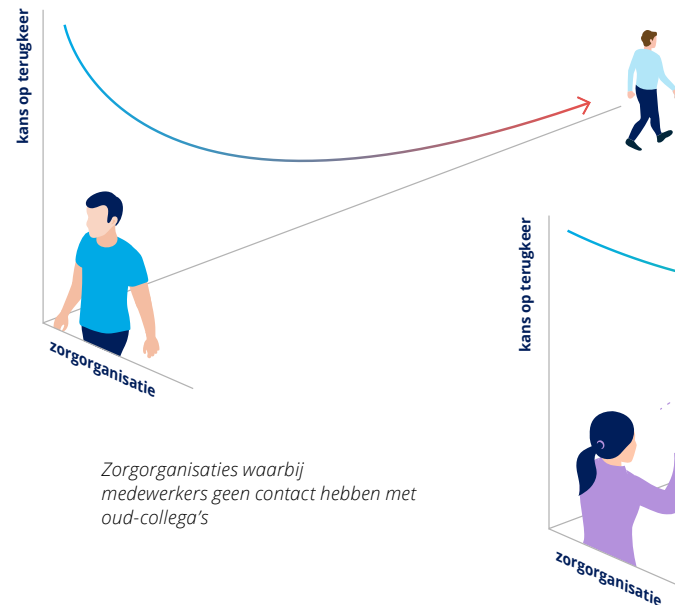 kans op terugkeer
zorgorganisatie
Zorgorganisaties waarbij
medewerkers geen contact hebben met
oud-collega’s
kans op terugkeer
zorgorganisatie